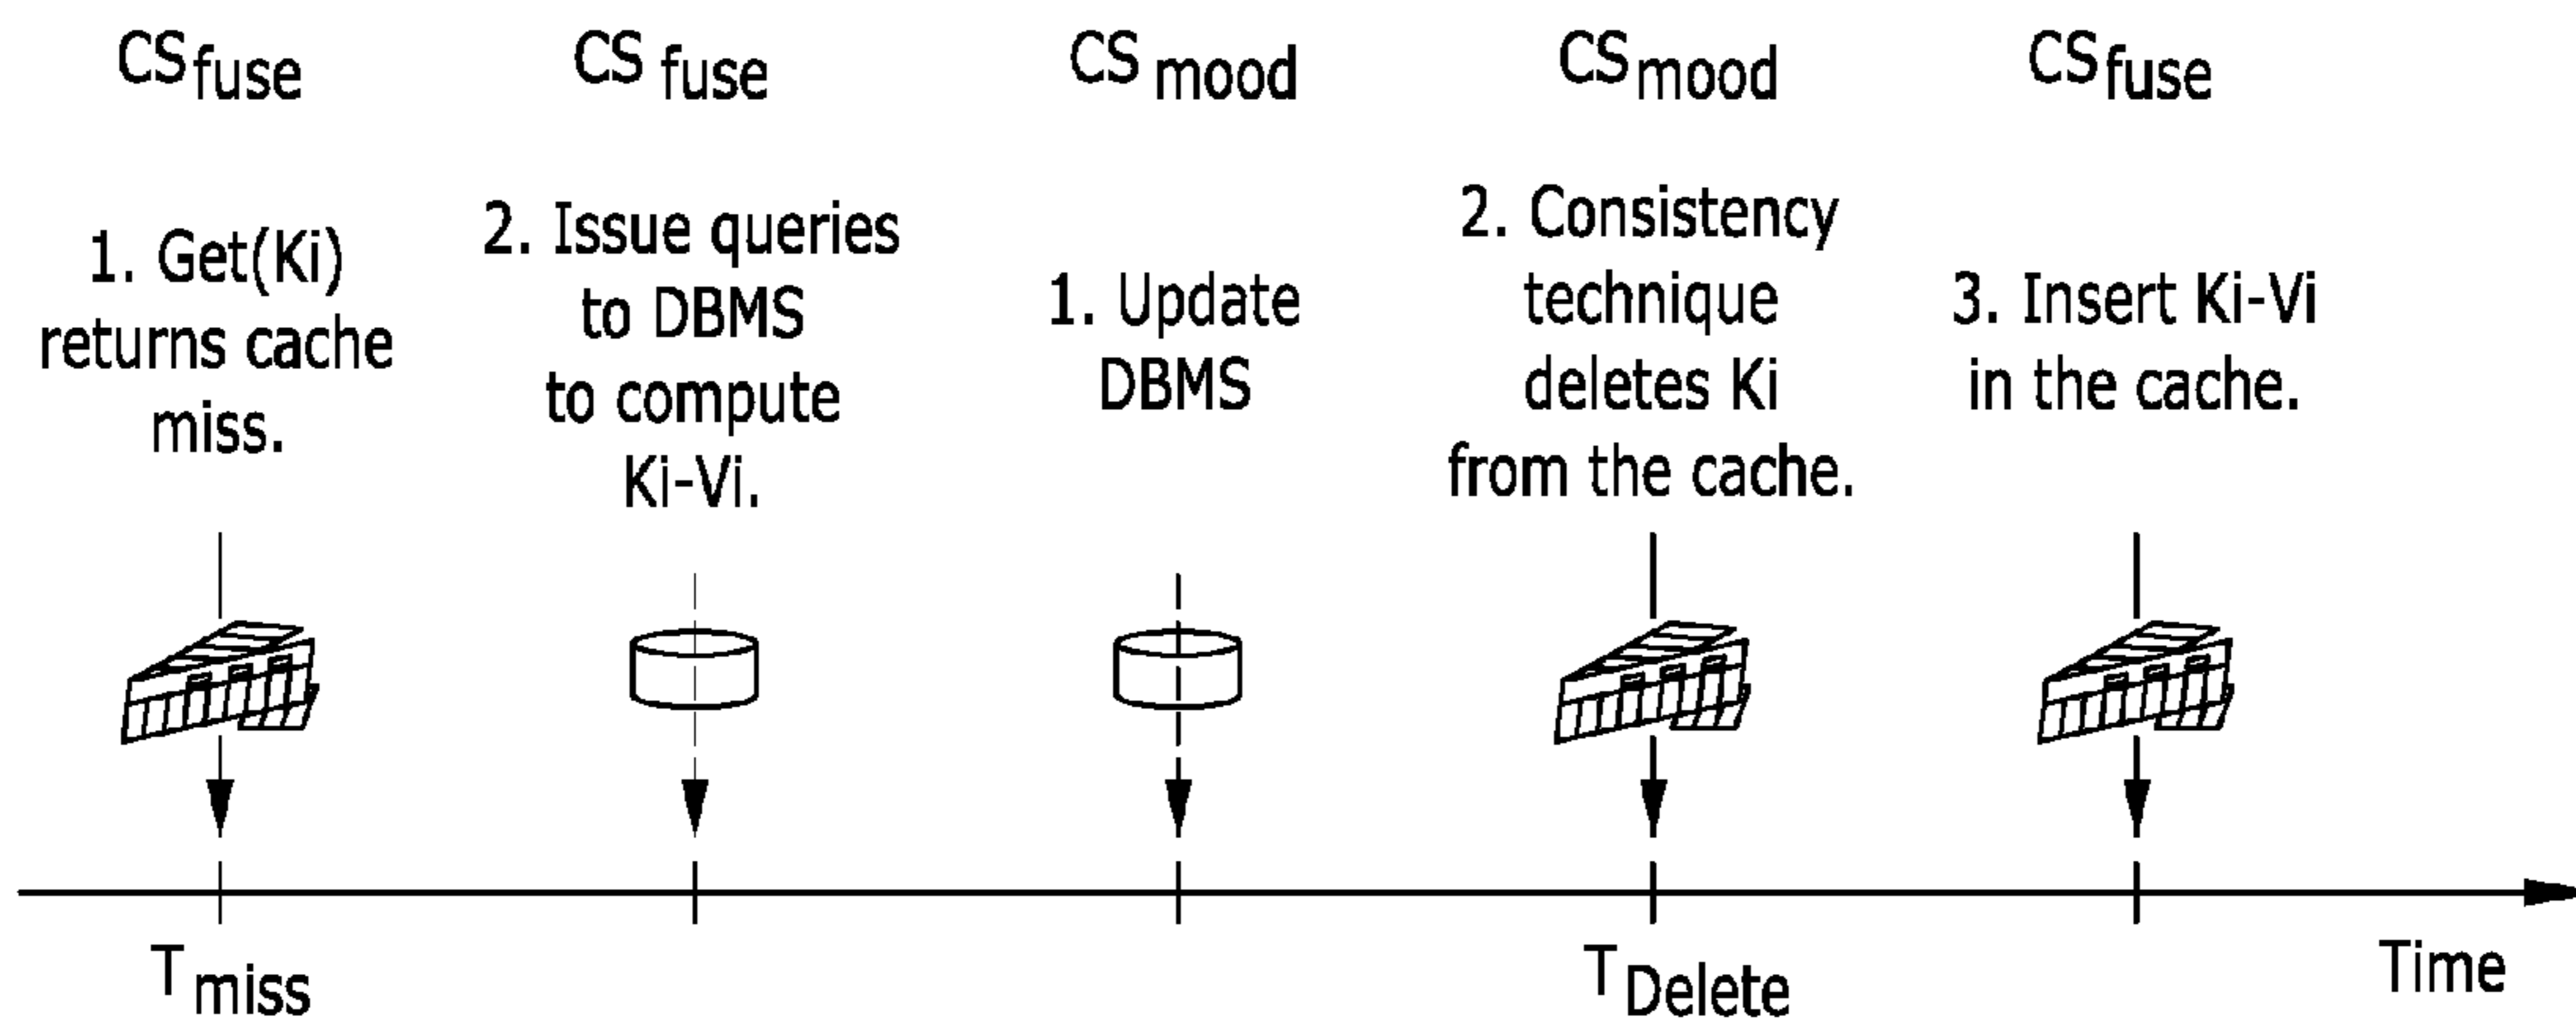 CSfuse
1. Get(Ki)
returns cache
miss.
CS fuse
2. Issue queries
to DBMS
to compute
Ki-Vi.
CS mood
1. Update
DBMS
CSmood
2. Consistency
technique
deletes Ki
from the cache.
CSfuse
3. Insert Ki-Vi
in the cache.
Tmiss
TDelete
Time